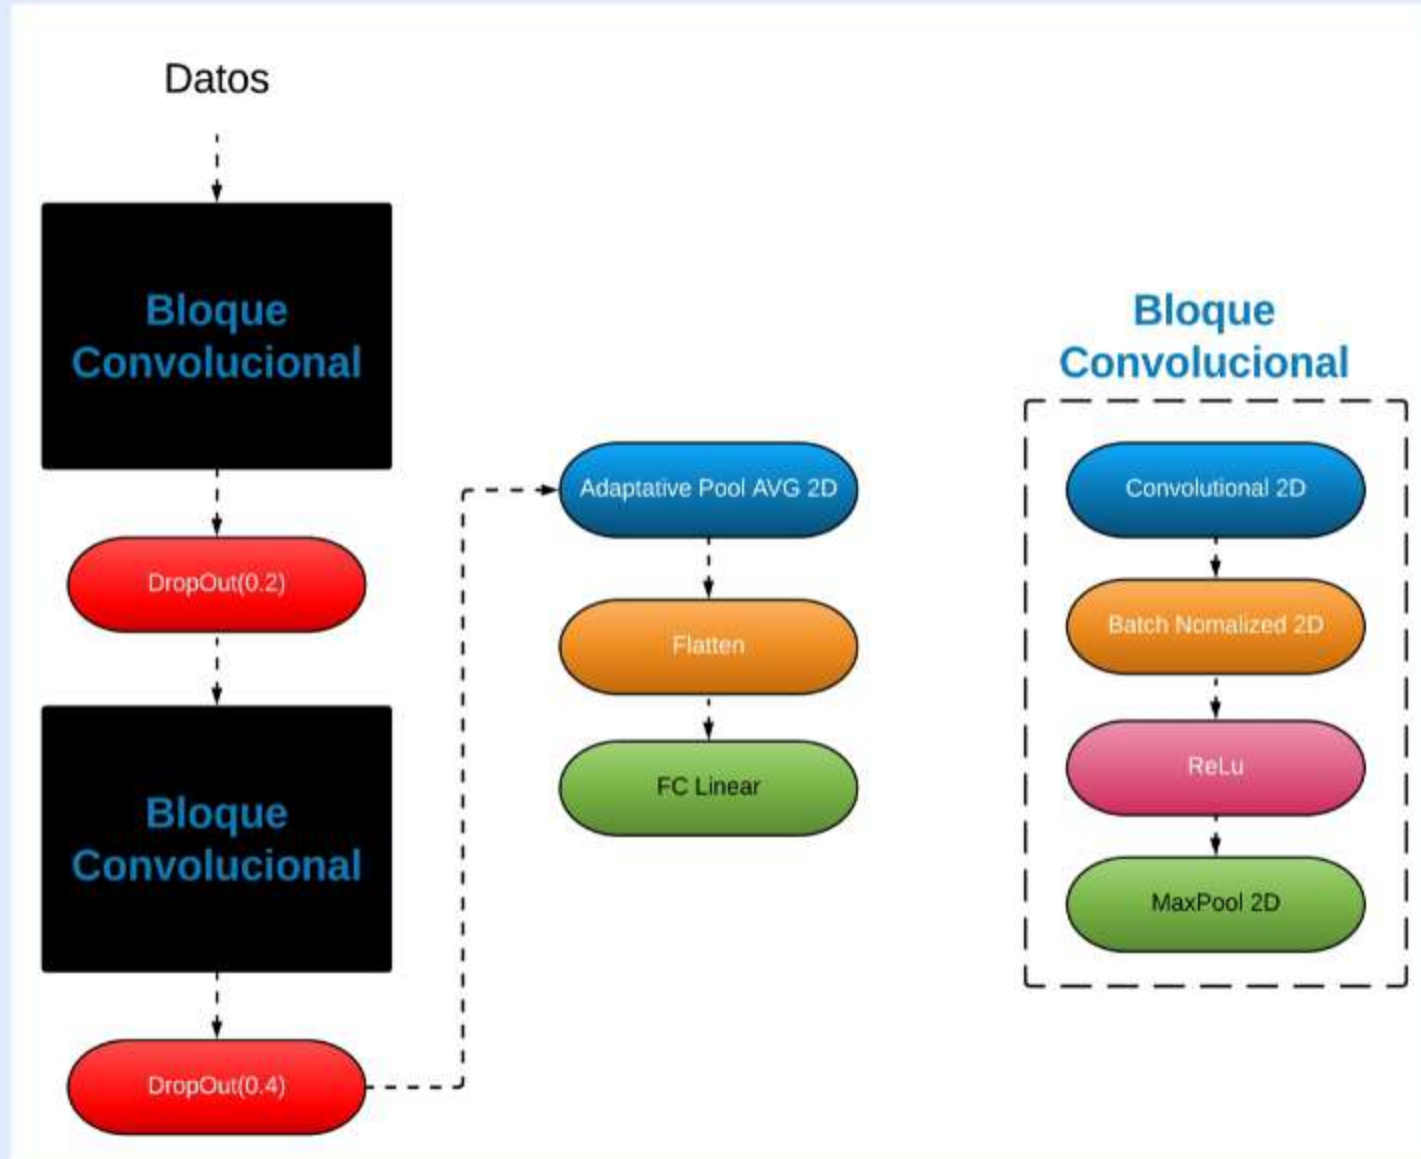 Datos
Bloque
Convolucional
DropOut(0.2)
Bloque
Convolucional
DropOut(0.4)
Adaptative Pool AVG 2D
Flatten
FC Linear
Bloque
Convolucional
Convolutional 2D
Batch Nomalized 2D
ReLu
MaxPool 2D